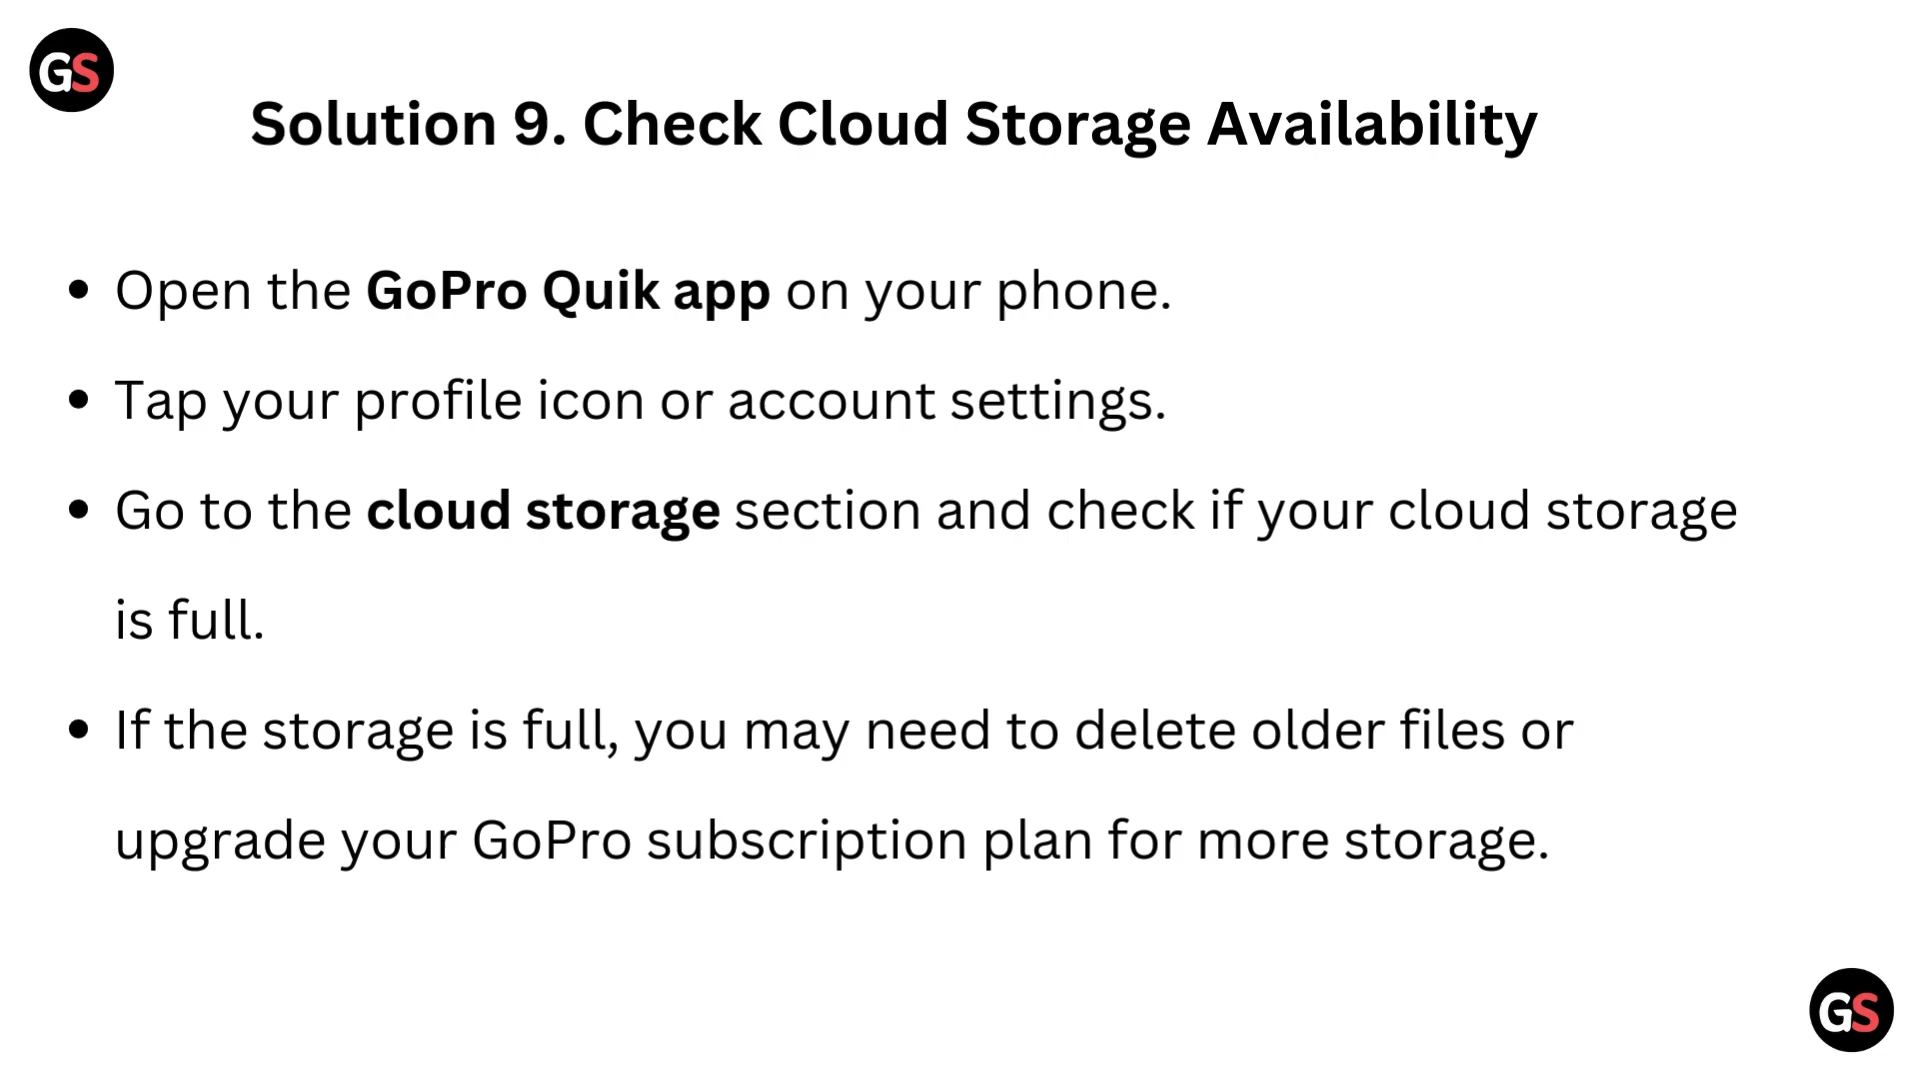 GS
Solution 9. Check Cloud Storage Availability
• Open the GoPro Quik app on your phone.
• Tap your profile icon or account settings.
• Go to the cloud storage section and check if your cloud storage
is full.
• If the storage is full, you may need to delete older files or
upgrade your GoPro subscription plan for more storage.
GS